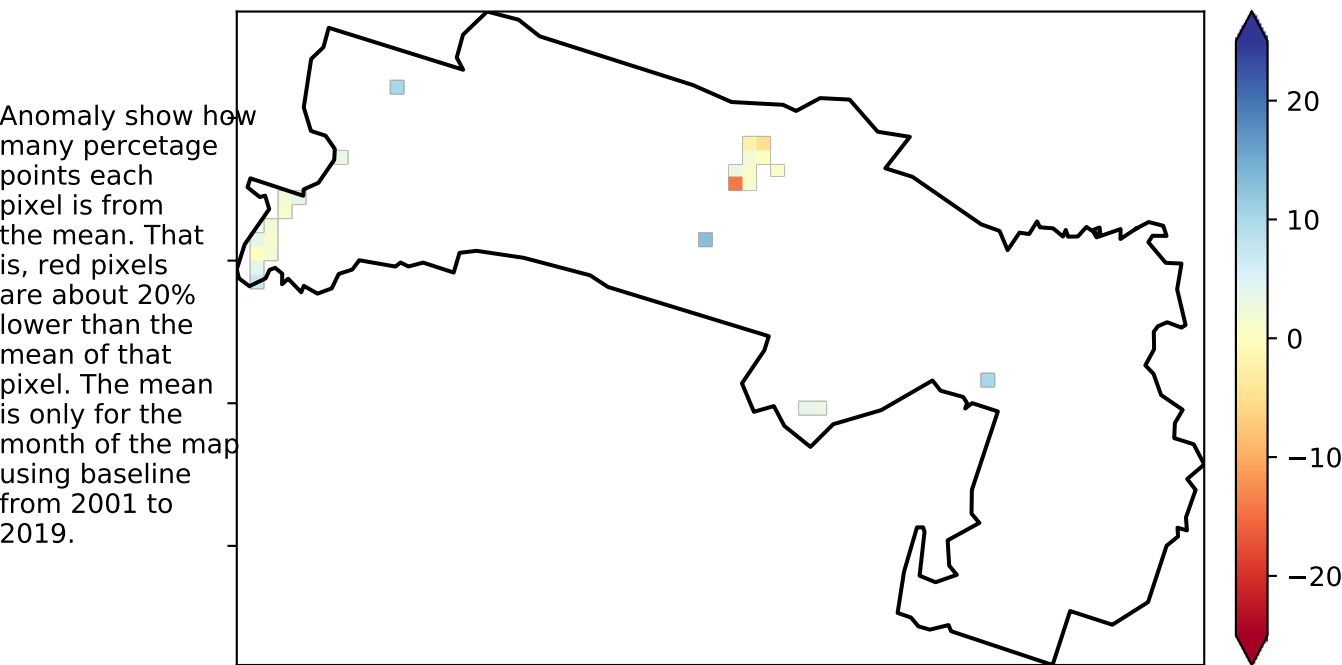 Anomaly show how
many percetage
points each
pixel is from
the mean. That
is, red pixels
are about 20%
lower than the
mean of that
pixel. The mean
is only for the
month of the map
using baseline
from 2001 to
2019.
20
10
0
−10
−20